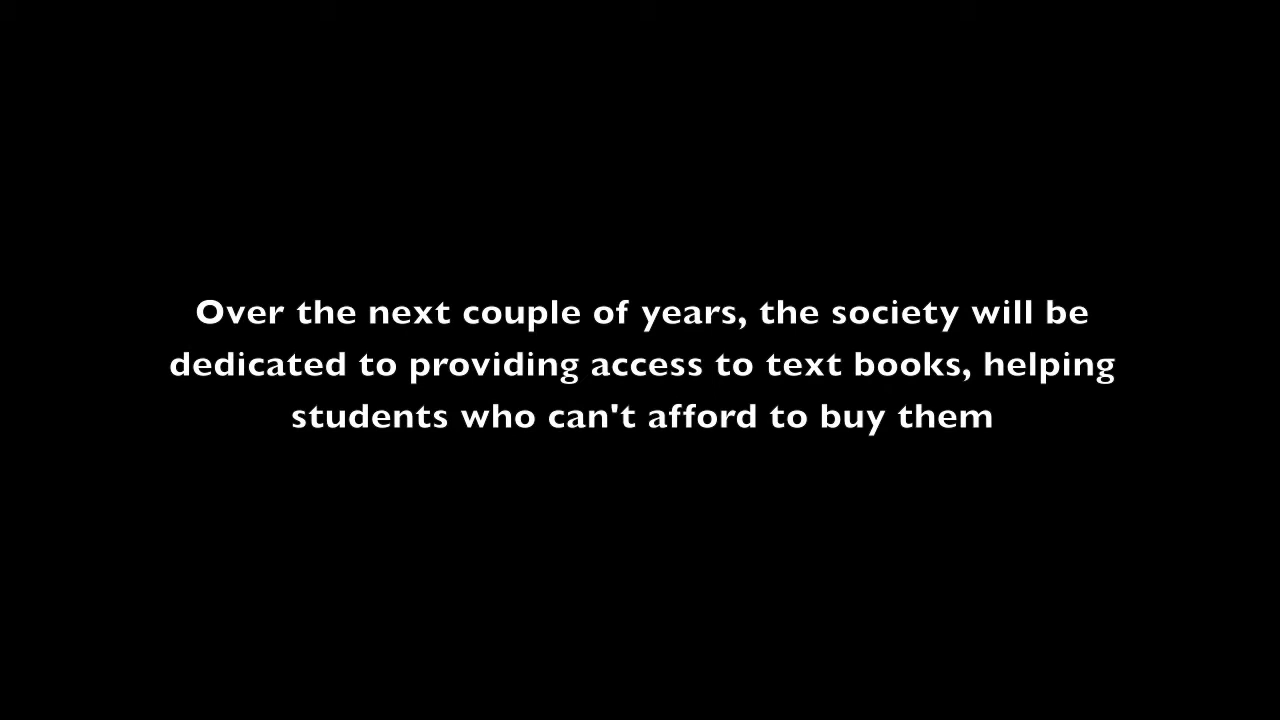 Over the next couple of years, the society will be
dedicated to providing access to text books, helping
students who can't afford to buy them